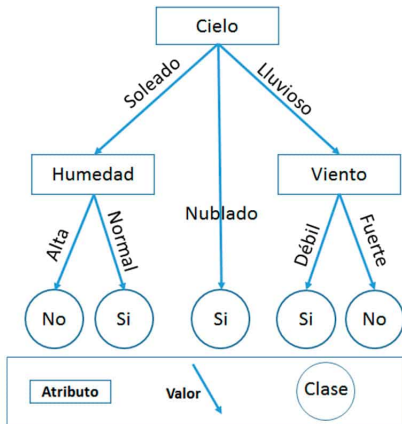 Cielo
Soleado
Lluvioso
Humedad
Nublado
Viento
Alta
Normal
Débil
Fuerte
No
Si
Si
Si
No
Atributo
Valor
Clase